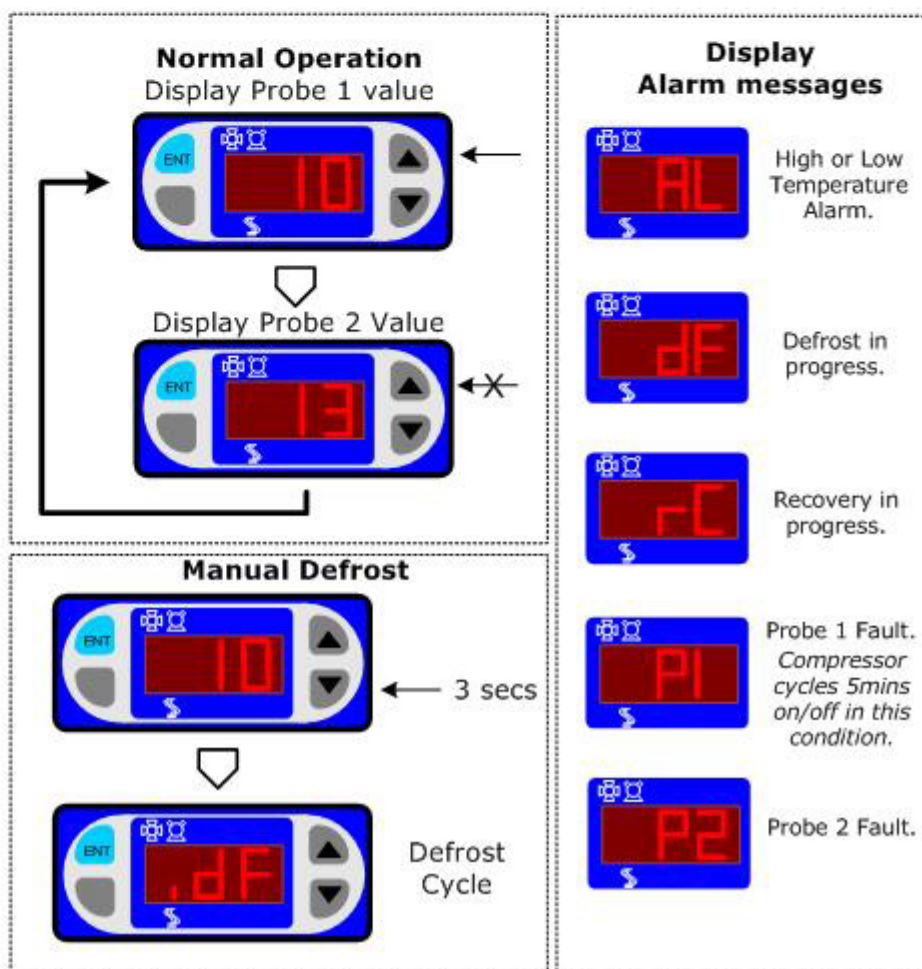 Normal Operation
Display Probe 1 value
ENT
10
Display Probe 2 Value
ENT
13
Manual Defrost
ENT
10
3 secs
ENT
.dF
Defrost
Cycle
Display
Alarm messages
AL
High or Low
Temperature
Alarm.
dF
Defrost in
progress.
rC
Recovery in
progress.
P1
Probe 1 Fault.
Compressor
cycles 5mins
on/off in this
condition.
P2
Probe 2 Fault.